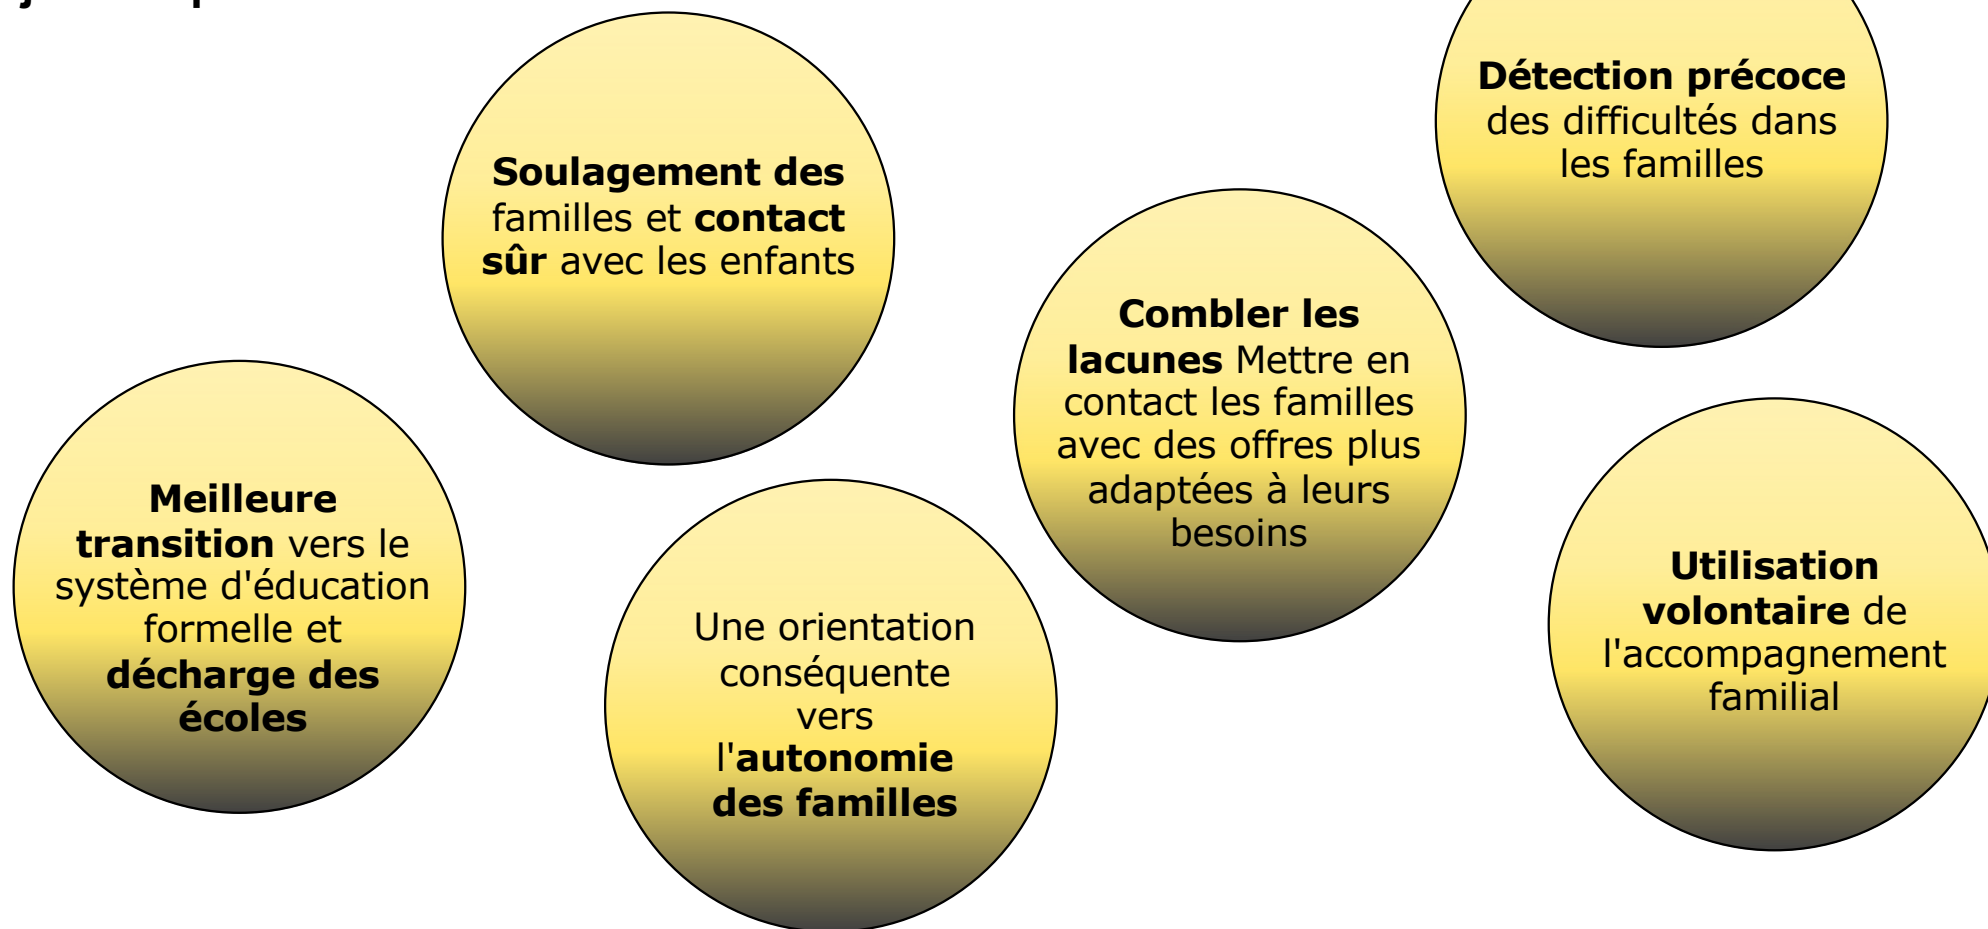 Soulagement des
familles et contact
sûr avec les enfants
Détection précoce
des difficultés dans
les familles
Combler les
lacunes Mettre en
contact les familles
avec des offres plus
adaptées à leurs
besoins
Meilleure
transition vers le
système d'éducation
formelle et
décharge des
écoles
Une orientation
conséquente
vers
l'autonomie
des familles
Utilisation
volontaire de
l'accompagnement
familial